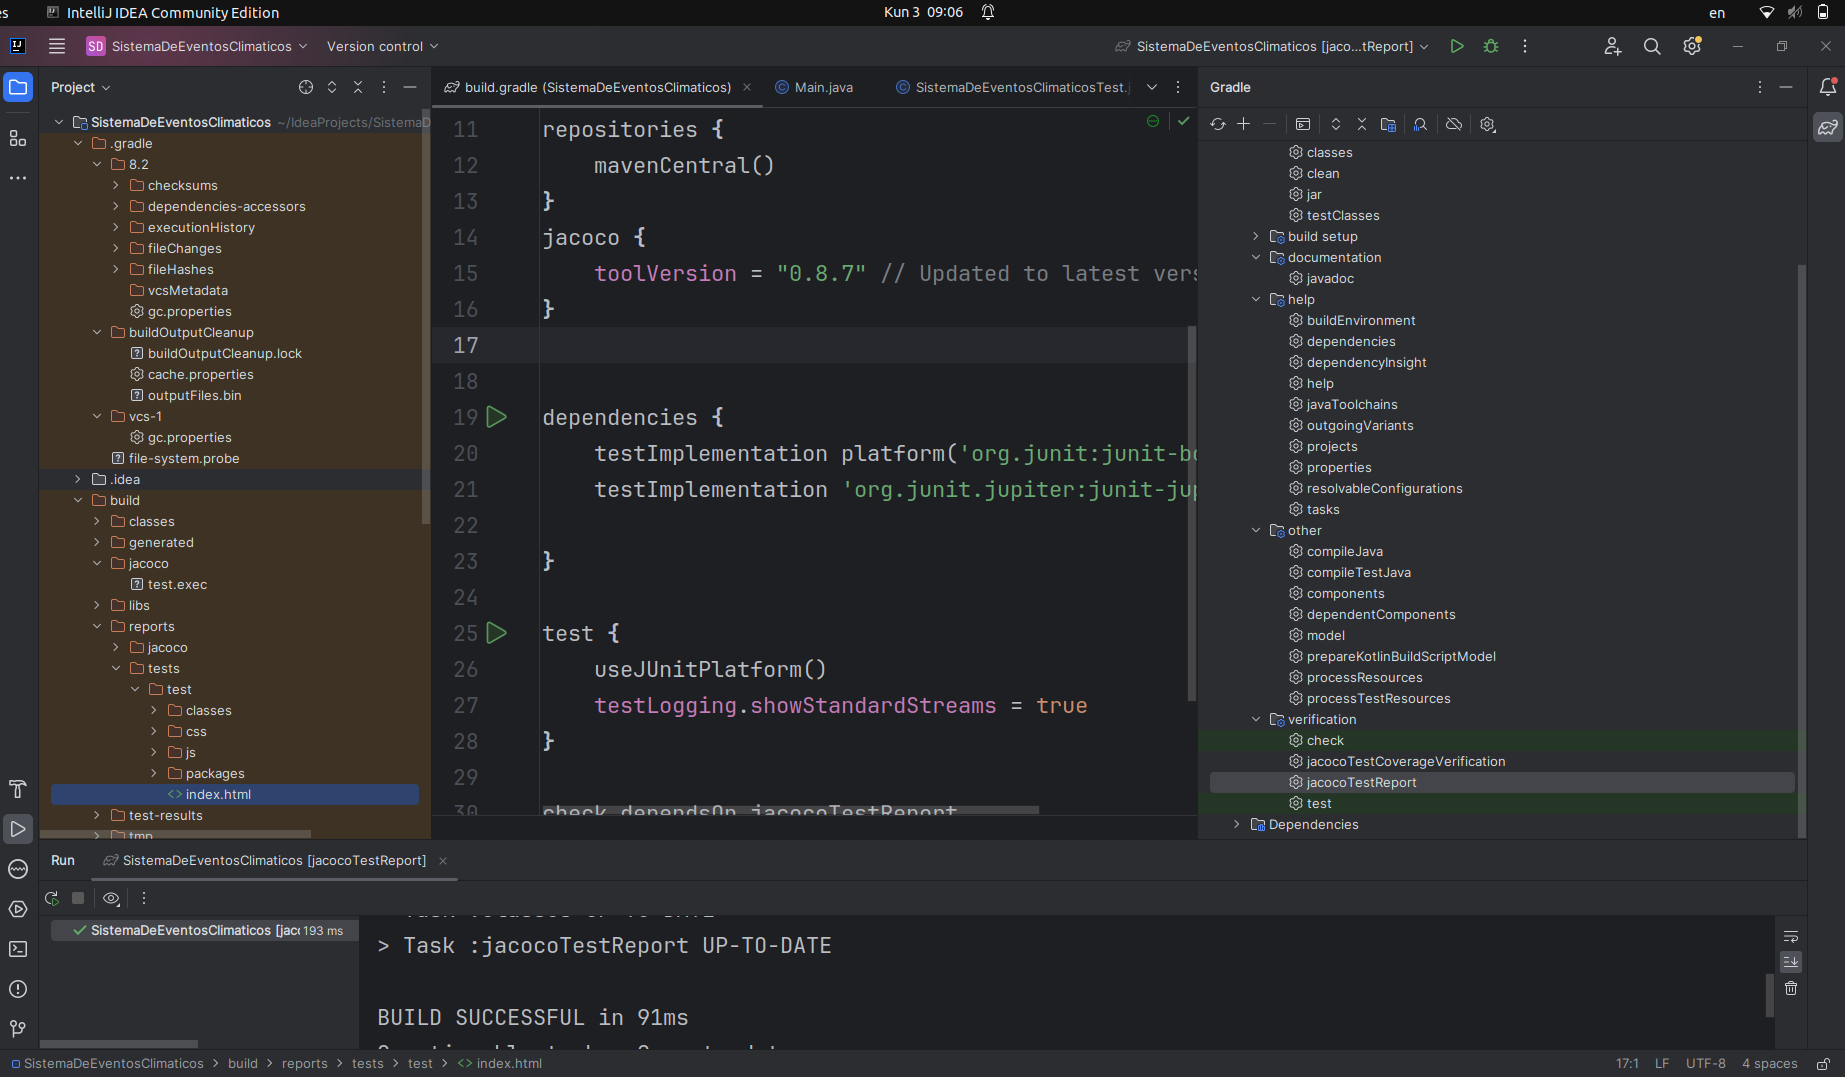 es
IntelliJ IDEA Community Edition
Kun 3 09:06
en
SD SistemaDeEventosClimaticos
Version control
SistemaDeEventosClimaticos [jaco...tReport]
Project
SistemaDeEventosClimaticos ~/IdeaProjects/SistemaD
.gradle
8.2
checksums
dependencies-accessors
executionHistory
fileChanges
fileHashes
vcsMetadata
gc.properties
buildOutputCleanup
buildOutputCleanup.lock
cache.properties
outputFiles.bin
vcs-1
gc.properties
file-system.probe
.idea
build
classes
generated
jacoco
test.exec
libs
reports
jacoco
tests
test
classes
css
js
packages
index.html
test-results
tmp
build.gradle (SistemaDeEventosClimaticos)
Main.java
SistemaDeEventosClimaticosTest.j
11 repositories {
12 mavenCentral()
13 }
14 jacoco {
15 toolVersion = "0.8.7" // Updated to latest vers
16 }
17
18
19 dependencies {
20 testImplementation platform('org.junit:junit-bo
21 testImplementation 'org.junit.jupiter:junit-jup
22
23 }
24
25 test {
26 useJUnitPlatform()
27 testLogging.showStandardStreams = true
28 }
29
30 check.dependsOn jacocoTestReport
Gradle
classes
clean
jar
testClasses
build setup
documentation
javadoc
help
buildEnvironment
dependencies
dependencyInsight
help
javaToolchains
outgoingVariants
projects
properties
resolvableConfigurations
tasks
other
compileJava
compileTestJava
components
dependentComponents
model
prepareKotlinBuildScriptModel
processResources
processTestResources
verification
check
jacocoTestCoverageVerification
jacocoTestReport
test
Dependencies
Run
SistemaDeEventosClimaticos [jacocoTestReport]
SistemaDeEventosClimaticos [jac 193 ms
> Task :jacocoTestReport UP-TO-DATE
BUILD SUCCESSFUL in 91ms
SistemaDeEventosClimaticos > build > reports > tests > test > index.html
17:1 LF UTF-8 4 spaces